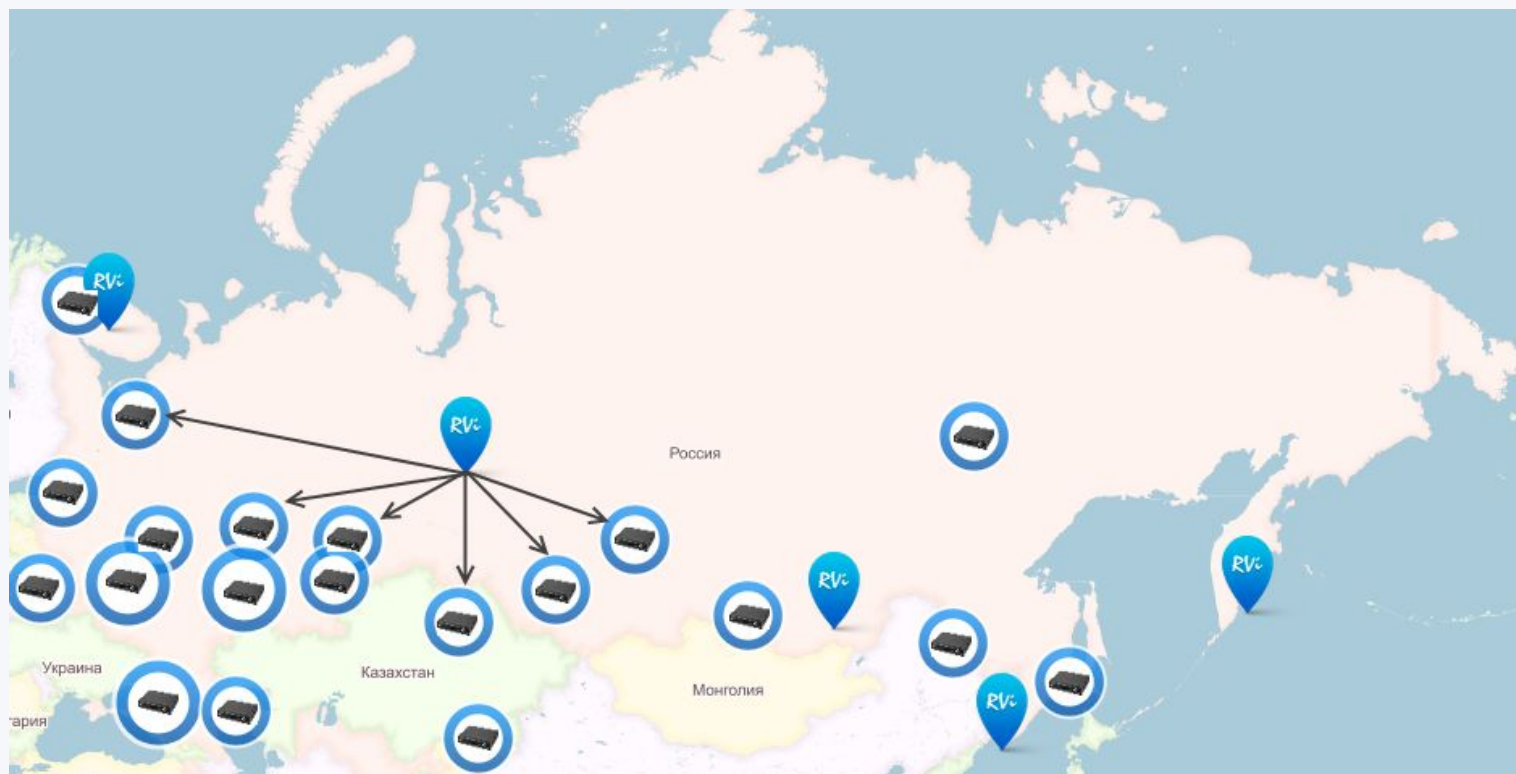 RVi
RVi
Россия
RVi
RVi
Украина
Казахстан
Монголия
RVi
гария